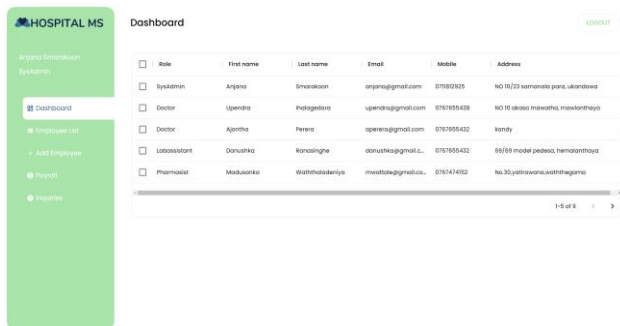 HOSPITAL MS
Dashboard
LOGOUT
Anjana Smarakoon
SysAdmin
Dashboard
Employee List
+ Add Employee
Payroll
Inquiries
Role First name Last name Email Mobile Address
SysAdmin Anjana Smarakoon anjana@gmail.com 0711812925 NO 16/23 samanala para, ukandawa
Doctor Upendra Ihalagedara upendra@gmail.com 0767655438 NO 10 akasa mawatha, mawlanthaya
Doctor Ajantha Perera aperera@gmail.com 0767655432 kandy
Labassistant Danushka Ranasinghe danushka@gmail.c... 0767655432 69/69 model pedesa, hemalanthaya
Pharmasist Madusanka Waththaladeniya mwattale@gmail.co... 0767474152 No.30,yatirawana,waththegama
1-5 of 9